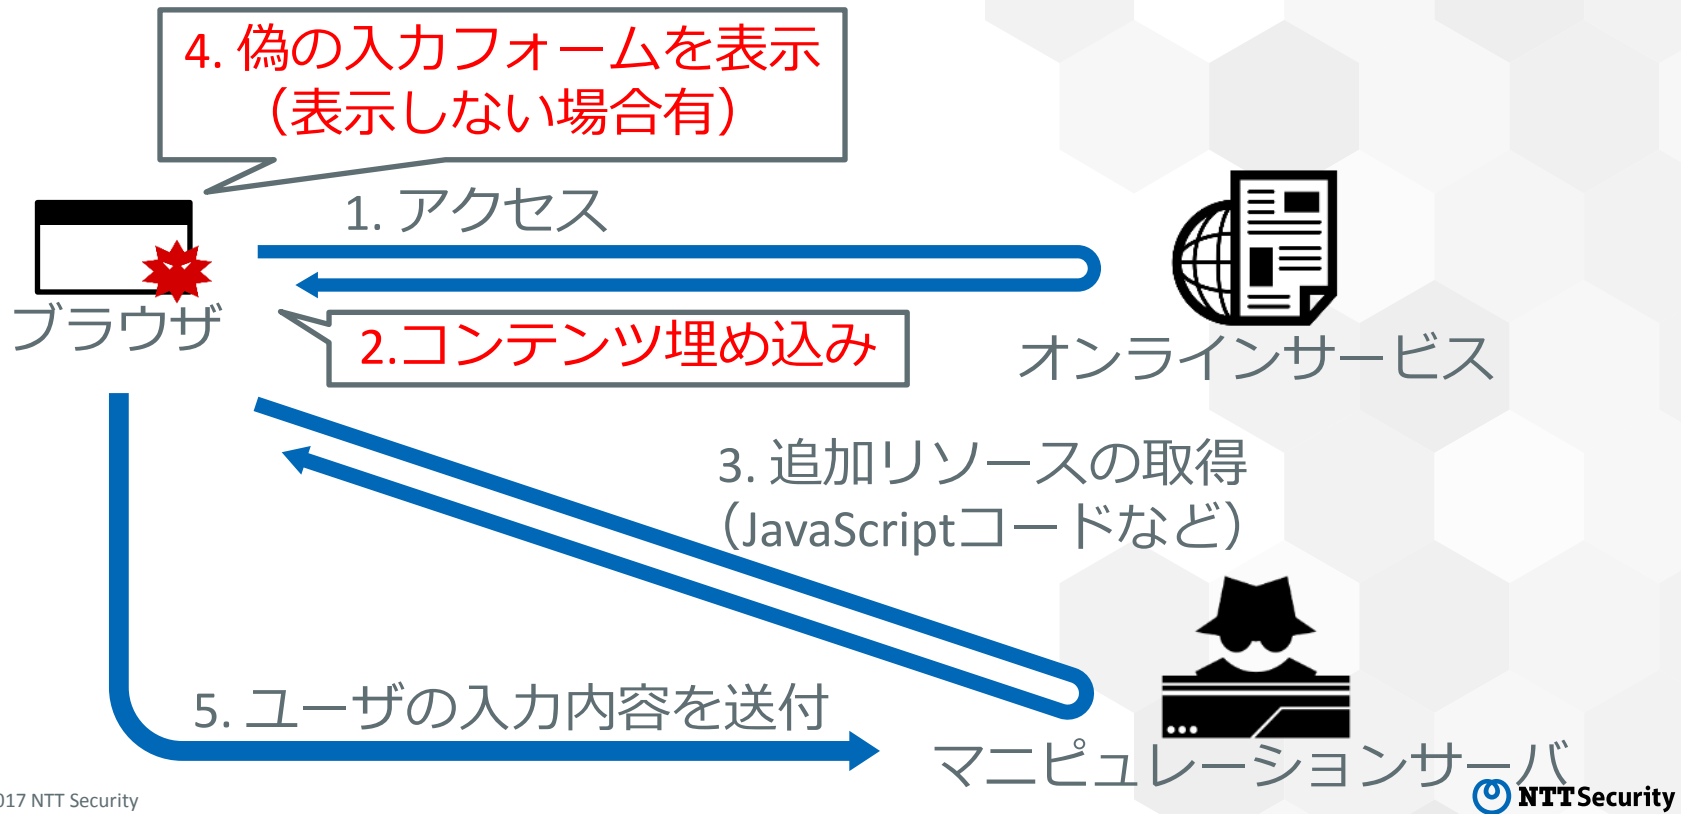 4. 偽の入力フォームを表示
（表示しない場合有）
1. アクセス
ブラウザ
2.コンテンツ埋め込み
オンラインサービス
3. 追加リソースの取得
（JavaScriptコードなど）
5. ユーザの入力内容を送付
マニピュレーションサーバ
017 NTT Security
NTT Security